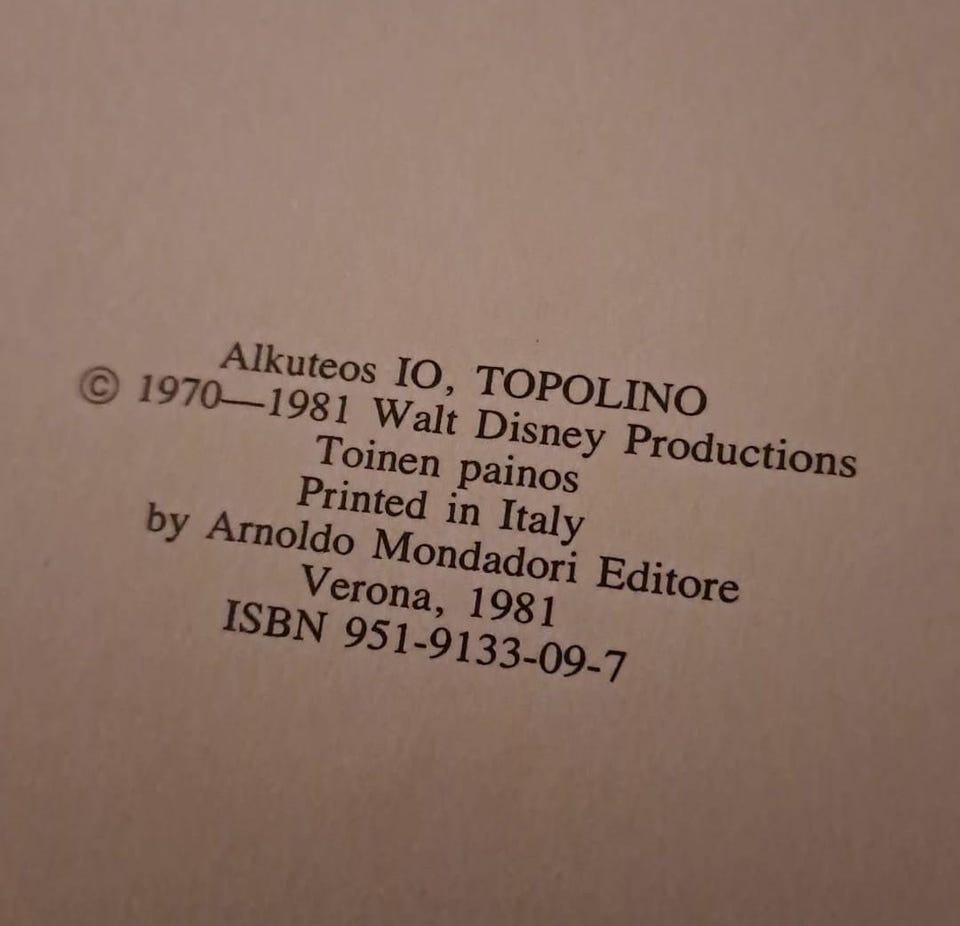 Alkuteos IO, TOPOLINO
© 1970—1981 Walt Disney Productions
Toinen painos
Printed in Italy
by Arnoldo Mondadori Editore
Verona, 1981
ISBN 951-9133-09-7